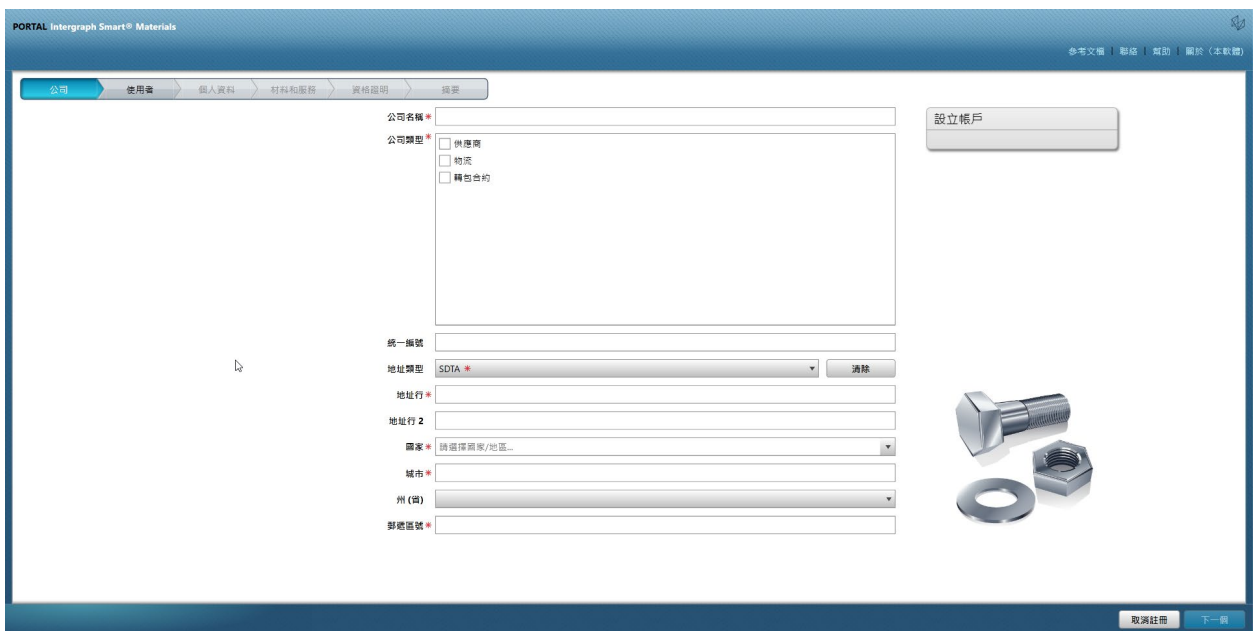 PORTAL Intergraph Smart® Materials
參考文檔 | 聯絡 | 幫助 | 關於（本軟體)
公司 使用者 個人資料 材料和服務 資格證明 摘要
公司名稱*
設立帳戶
公司類型*
供應商
物流
轉包合約
統一編號
地址類型 SDTA * 清除
地址行*
地址行 2
國家* 請選擇國家/地區...
城市*
州 (省)
郵遞區號*
取消註冊 下一個